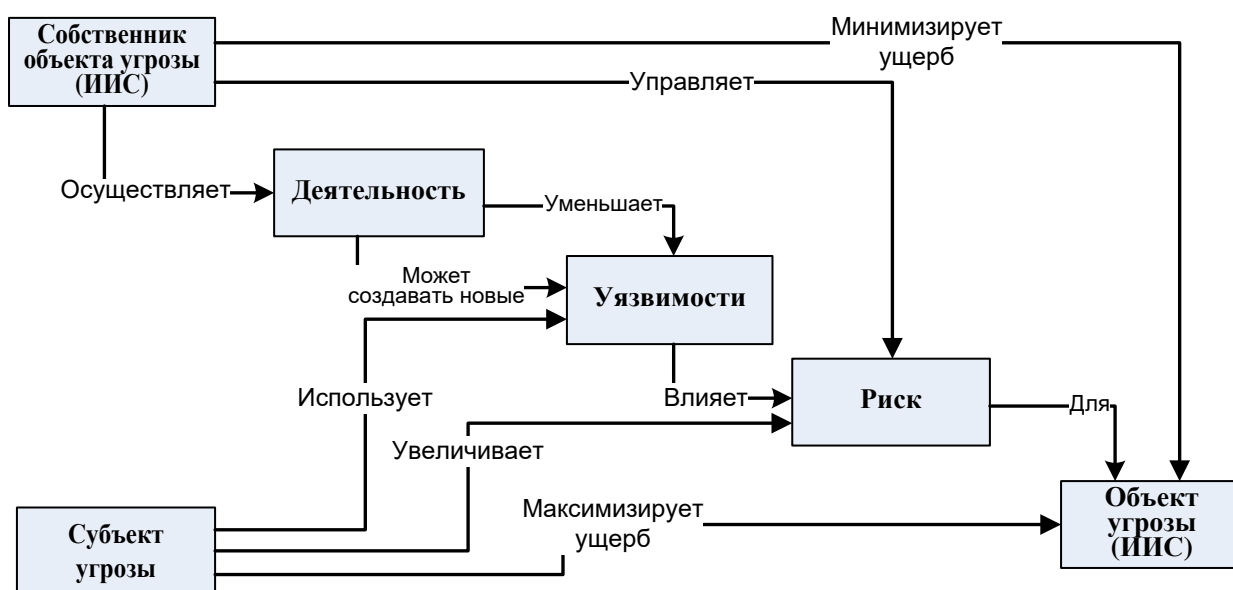 Собственник
объекта угрозы
(ИИС)
Минимизирует
ущерб
Управляет
Осуществляет
Деятельность
Уменьшает
Может
создавать новые
Уязвимости
Использует
Влияет
Риск
Для
Увеличивает
Субъект
угрозы
Максимизирует
ущерб
Объект
угрозы
(ИИС)